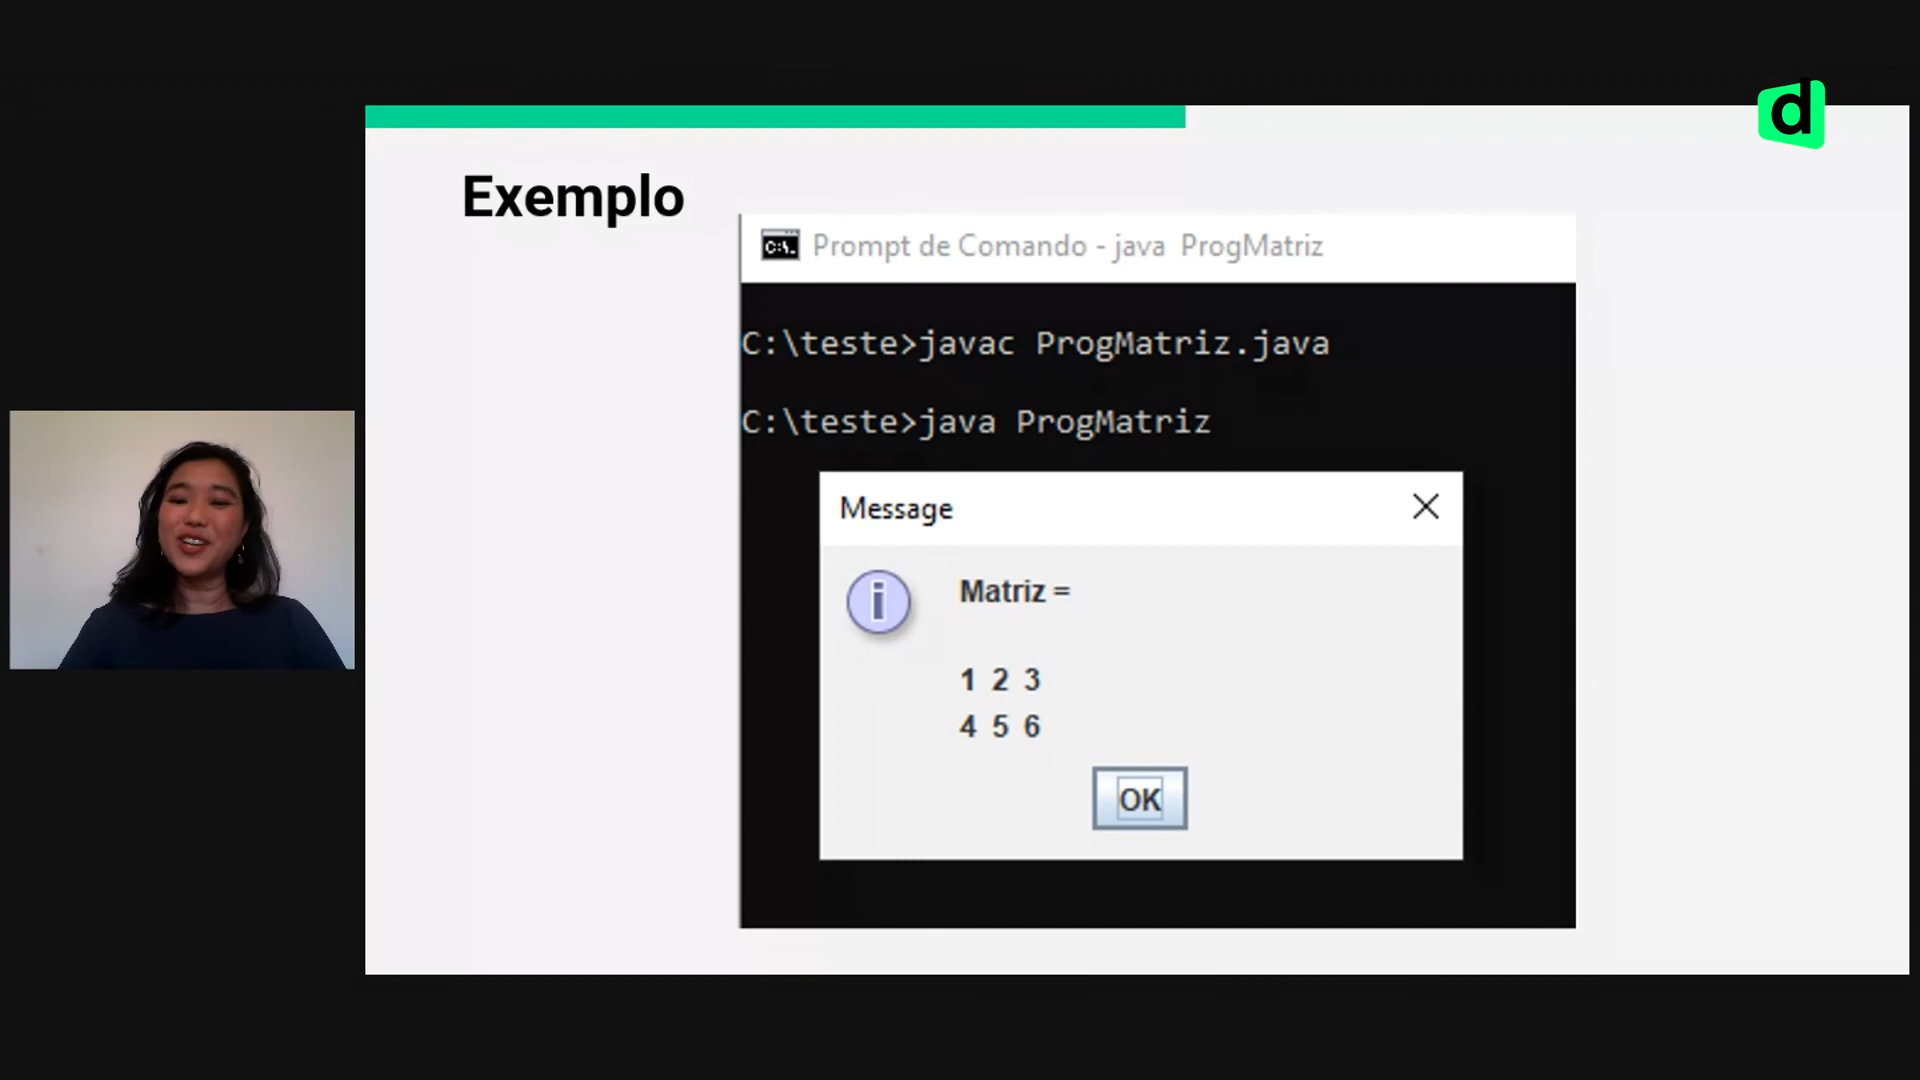 d
Exemplo
C:\. Prompt de Comando - java ProgMatriz
C:\teste>javac ProgMatriz.java
C:\teste>java ProgMatriz
Message
i
Matriz =
1 2 3
4 5 6
OK